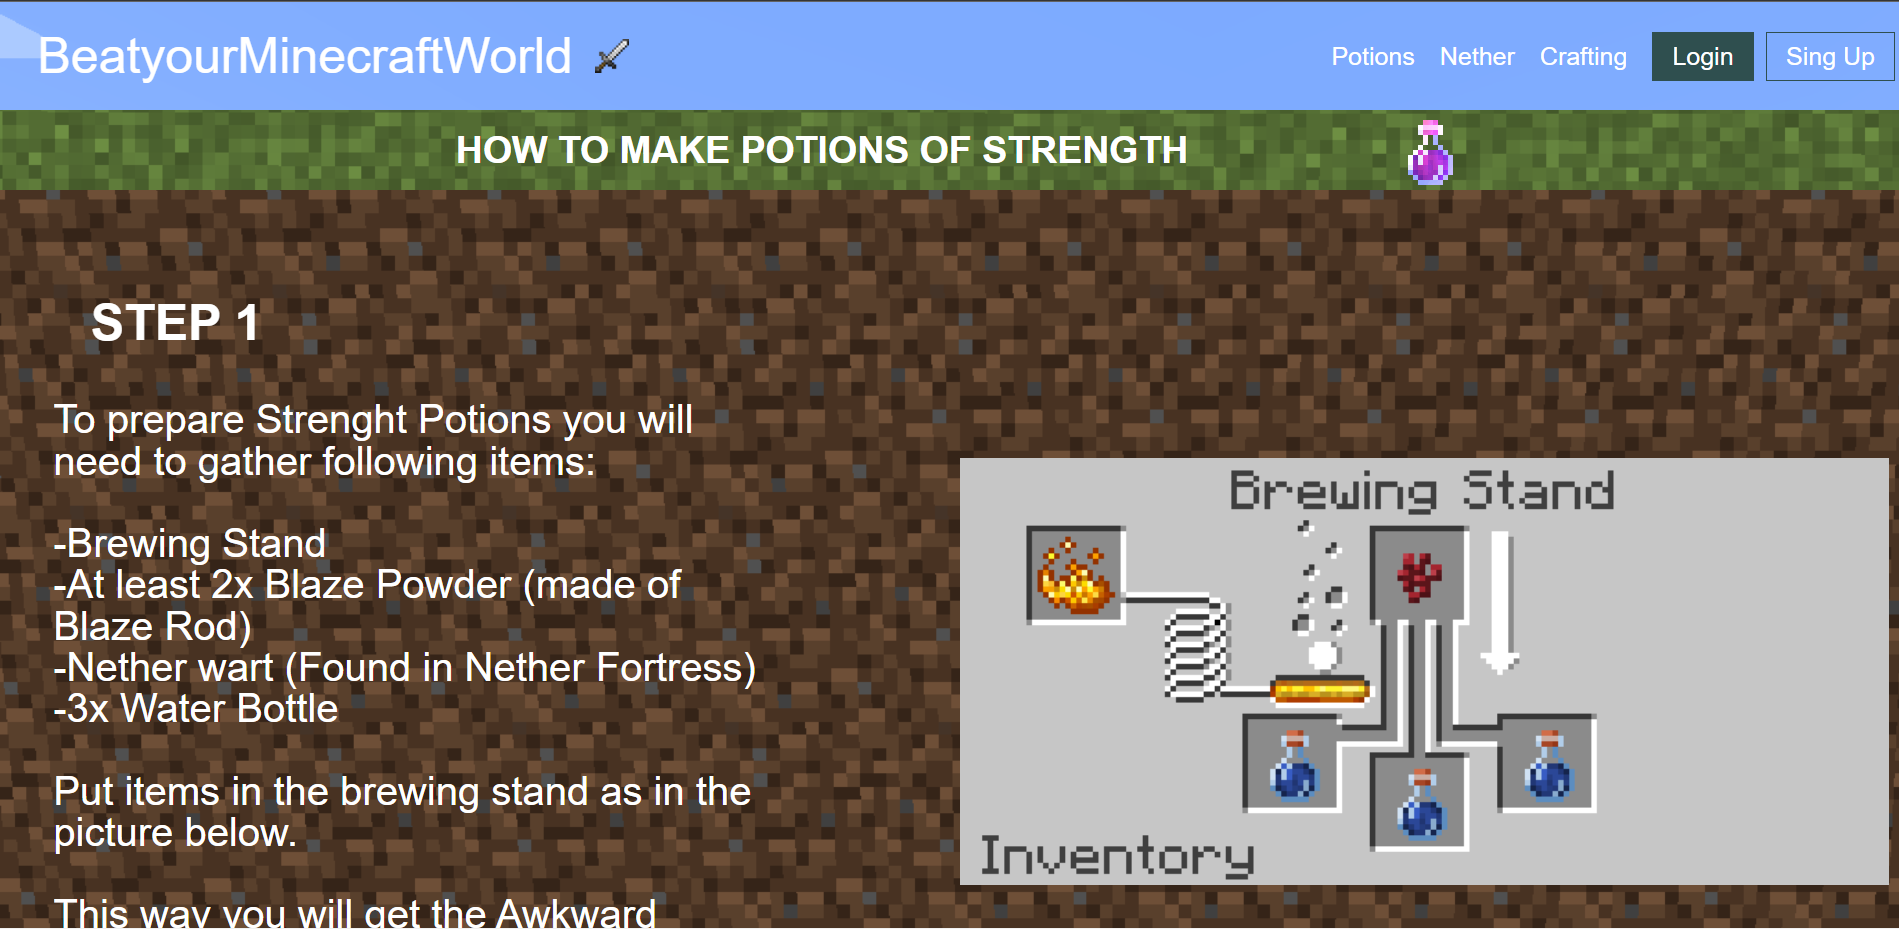 BeatyourMinecraftWorld
Potions Nether Crafting Login Sing Up
HOW TO MAKE POTIONS OF STRENGTH
STEP 1
To prepare Strenght Potions you will
need to gather following items:
-Brewing Stand
-At least 2x Blaze Powder (made of
Blaze Rod)
-Nether wart (Found in Nether Fortress)
-3x Water Bottle
Put items in the brewing stand as in the
picture below.
This way you will get the Awkward
Brewing Stand
Inventory